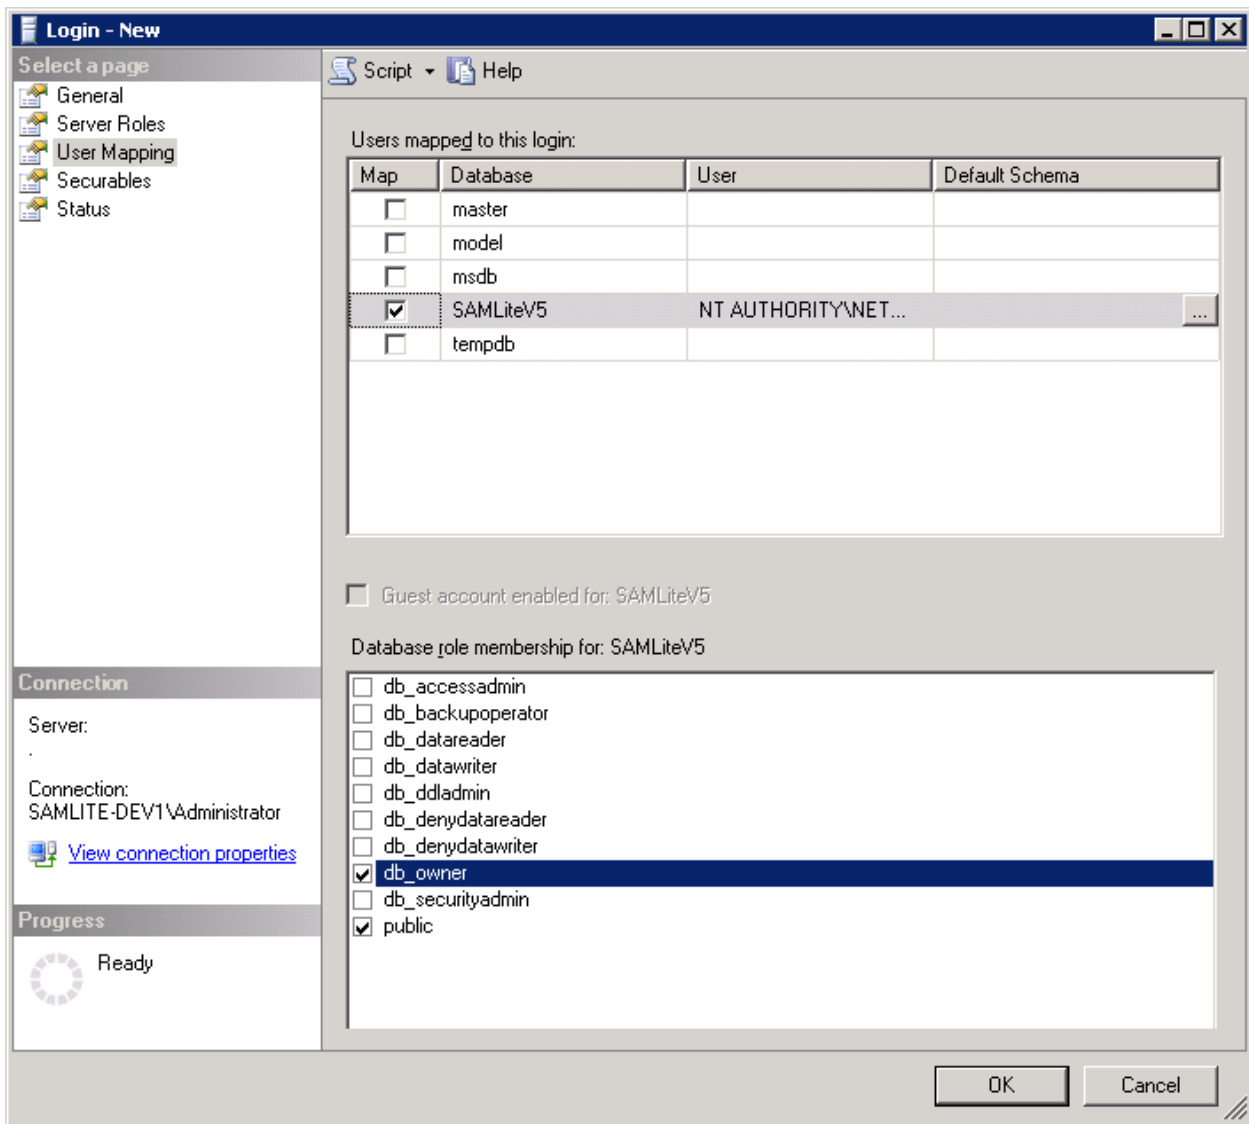 Login - New
Select a page
General
Server Roles
User Mapping
Securables
Status
Script Help
Users mapped to this login:
Map Database User Default Schema
master
model
msdb
SAMLiteV5 NT AUTHORITY\NET... ...
tempdb
Guest account enabled for: SAMLiteV5
Database role membership for: SAMLiteV5
db_accessadmin
db_backupoperator
db_datareader
db_datawriter
db_ddladmin
db_denydatareader
db_denydatawriter
db_owner
db_securityadmin
public
Connection
Server:
.
Connection:
SAMLITE-DEV1\Administrator
View connection properties
Progress
Ready
OK Cancel